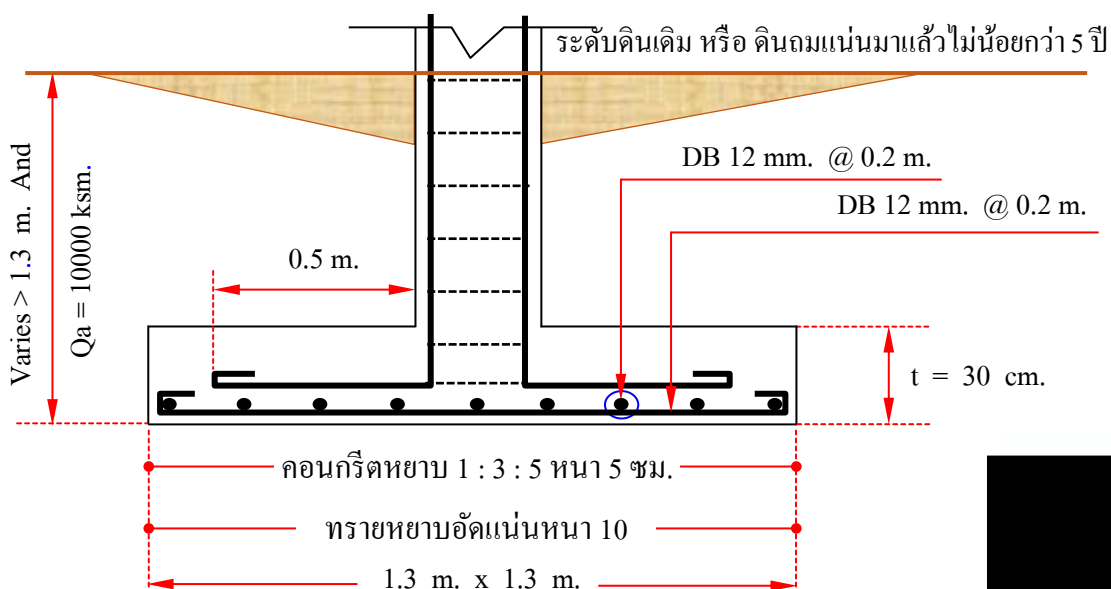 ระดับดินเดิม หรือ ดินถมแน่นมาแล้วไม่น้อยกว่า 5 ปี
DB 12 mm. @ 0.2 m.
DB 12 mm. @ 0.2 m.
Varies > 1.3 m. And
Qa = 10000 ksm.
0.5 m.
t = 30 cm.
คอนกรีตหยาบ 1 : 3 : 5 หนา 5 ซม.
ทรายหยาบอัดแน่นหนา 10
1.3 m. x 1.3 m.